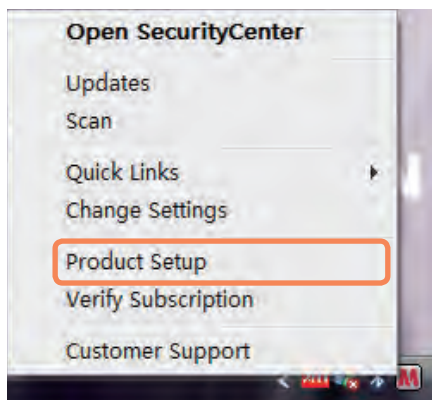 Open SecurityCenter
Updates
Scan
Quick Links
Change Settings
Product Setup
Verify Subscription
Customer Support